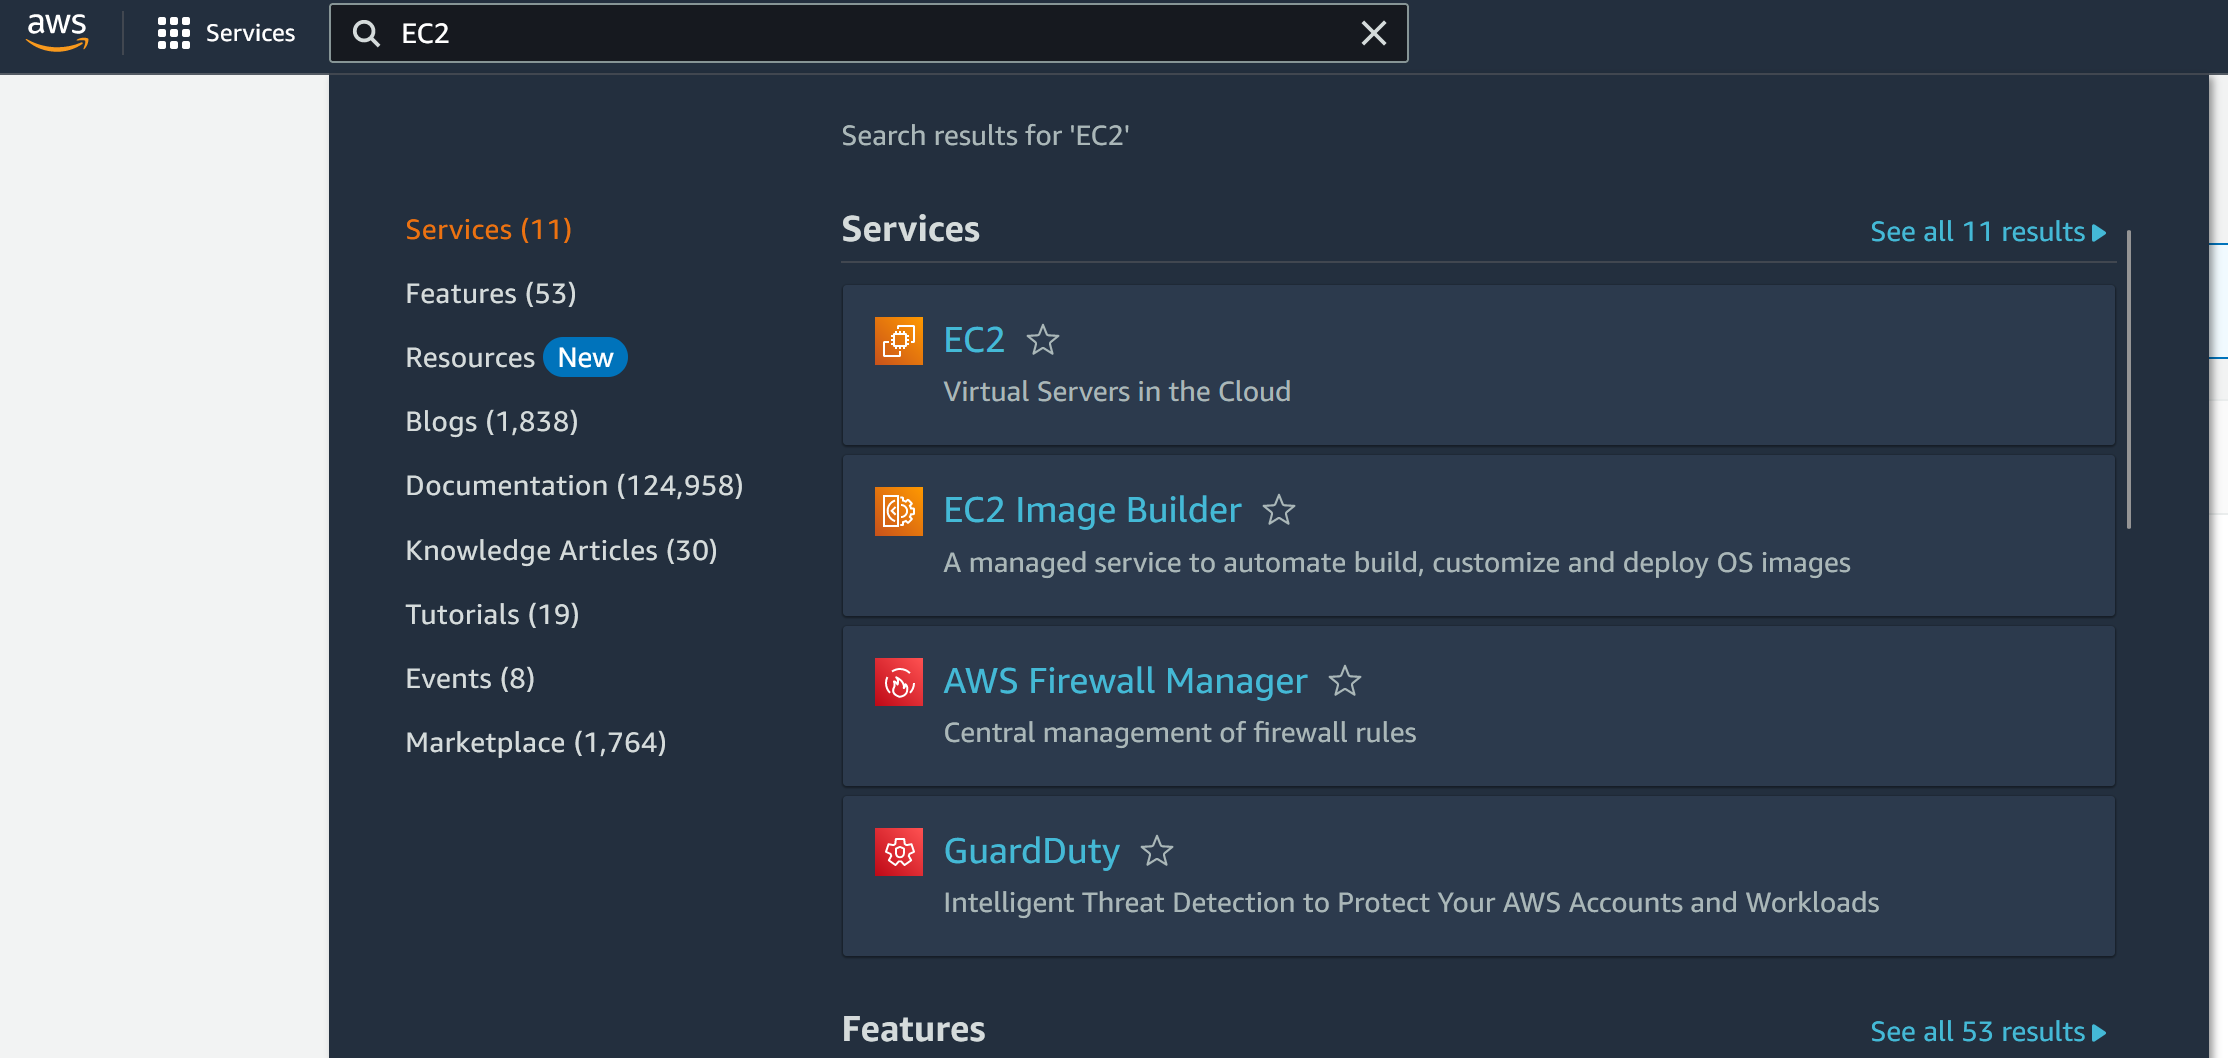 aws
Services
EC2
Search results for 'EC2'
Services (11)
Features (53)
Resources New
Blogs (1,838)
Documentation (124,958)
Knowledge Articles (30)
Tutorials (19)
Events (8)
Marketplace (1,764)
Services
See all 11 results
EC2
Virtual Servers in the Cloud
EC2 Image Builder
A managed service to automate build, customize and deploy OS images
AWS Firewall Manager
Central management of firewall rules
GuardDuty
Intelligent Threat Detection to Protect Your AWS Accounts and Workloads
Features
See all 53 results